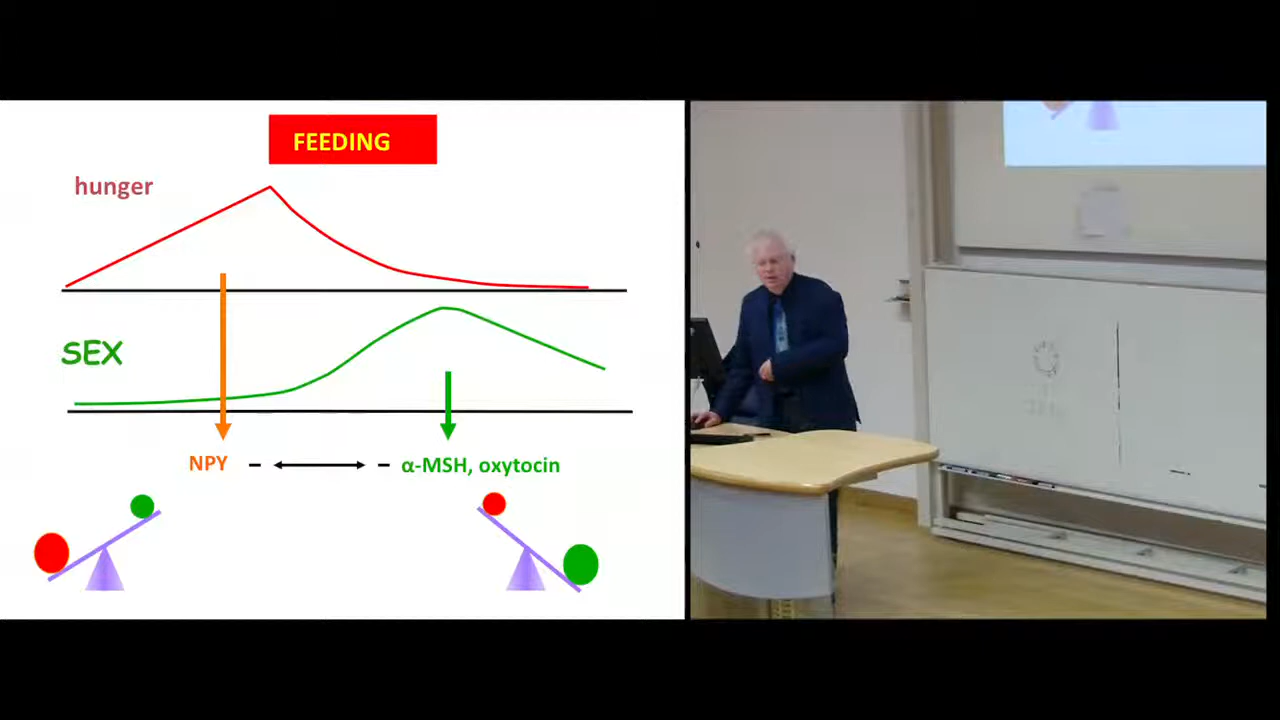 FEEDING
hunger
SEX
NPY - - α-MSH, oxytocin